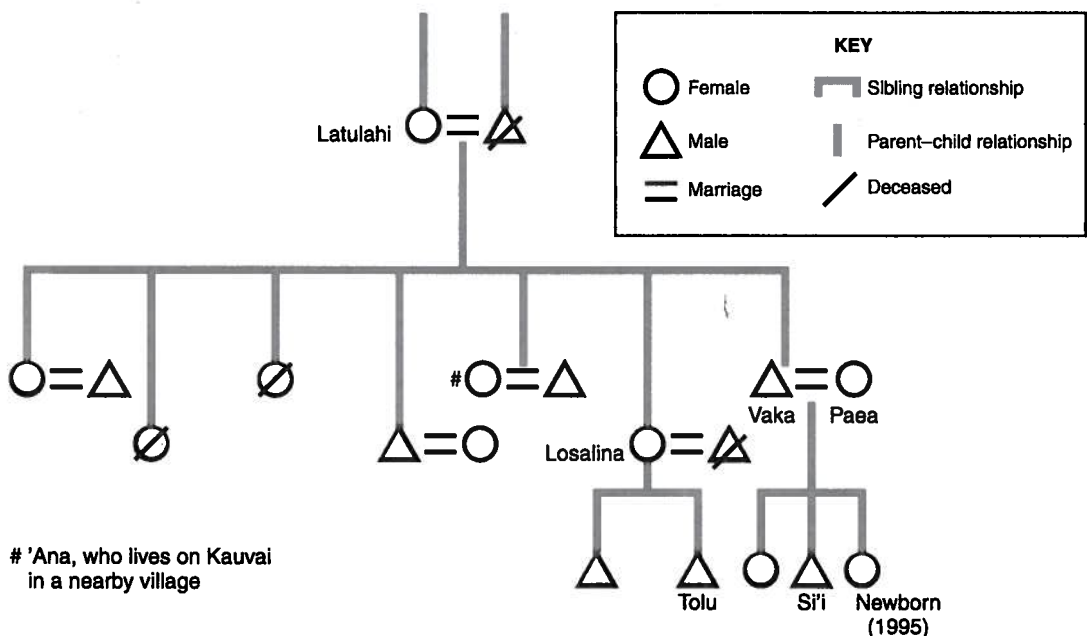 KEY
Female
Sibling relationship
Male
Parent–child relationship
Marriage
Deceased
Latulahi
#
Vaka
Paea
Losalina
# 'Ana, who lives on Kauvai
in a nearby village
Tolu
Si'i
Newborn
(1995)